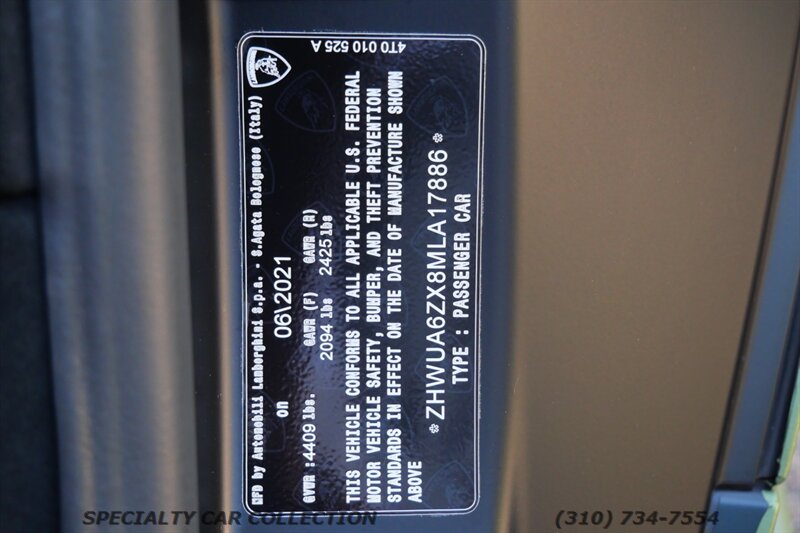 4T0 010 525 A
MFD by Automobili Lamborghini S.p.a. - S.Agata Bolognese (Italy)
on 06\2021
GVWR :4409 lbs. GAWR (F) GAWR (R)
2094 lbs 2425 lbs
THIS VEHICLE CONFORMS TO ALL APPLICABLE U.S. FEDERAL
MOTOR VEHICLE SAFETY, BUMPER, AND THEFT PREVENTION
STANDARDS IN EFFECT ON THE DATE OF MANUFACTURE SHOWN
ABOVE
* ZHWUA6ZX8MLA17886 *
TYPE : PASSENGER CAR
SPECIALTY CAR COLLECTION (310) 734-7554